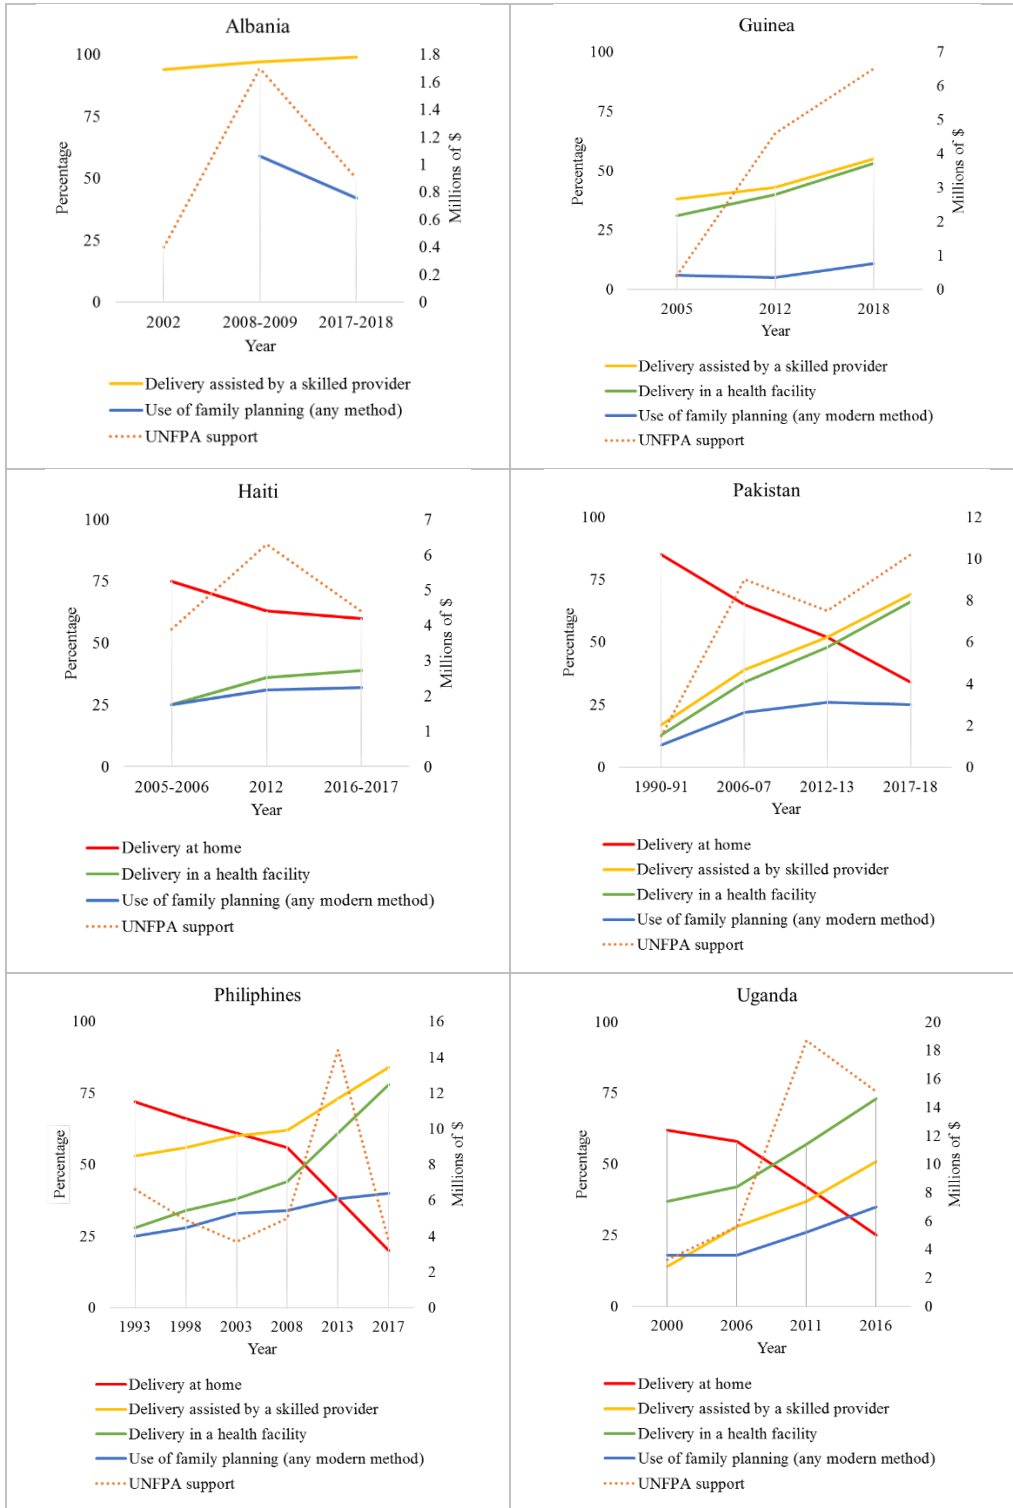 Albania
100
75
50
25
0
Percentage
1.8
1.6
1.4
1.2
1
0.8
0.6
0.4
0.2
0
Millions of $
2002 2008-2009 2017-2018
Year
Delivery assisted by a skilled provider
Use of family planning (any method)
UNFPA support
Guinea
100
75
50
25
0
Percentage
7
6
5
4
3
2
1
0
Millions of $
2005 2012 2018
Year
Delivery assisted by a skilled provider
Delivery in a health facility
Use of family planning (any modern method)
UNFPA support
Haiti
100
75
50
25
0
Percentage
7
6
5
4
3
2
1
0
Millions of $
2005-2006 2012 2016-2017
Year
Delivery at home
Delivery in a health facility
Use of family planning (any modern method)
UNFPA support
Pakistan
100
75
50
25
0
Percentage
12
10
8
6
4
2
0
1990-91 2006-07 2012-13 2017-18
Year
Delivery at home
Delivery assisted a by skilled provider
Delivery in a health facility
Use of family planning (any modern method)
UNFPA support
Philiphines
100
75
50
25
0
Percentage
16
14
12
10
8
6
4
2
0
Millions of $
1993 1998 2003 2008 2013 2017
Year
Delivery at home
Delivery assisted by a skilled provider
Delivery in a health facility
Use of family planning (any modern method)
UNFPA support
Uganda
100
75
50
25
0
Percentage
20
18
16
14
12
10
8
6
4
2
0
Millions of $
2000 2006 2011 2016
Year
Delivery at home
Delivery assisted by a skilled provider
Delivery in a health facility
Use of family planning (any modern method)
UNFPA support